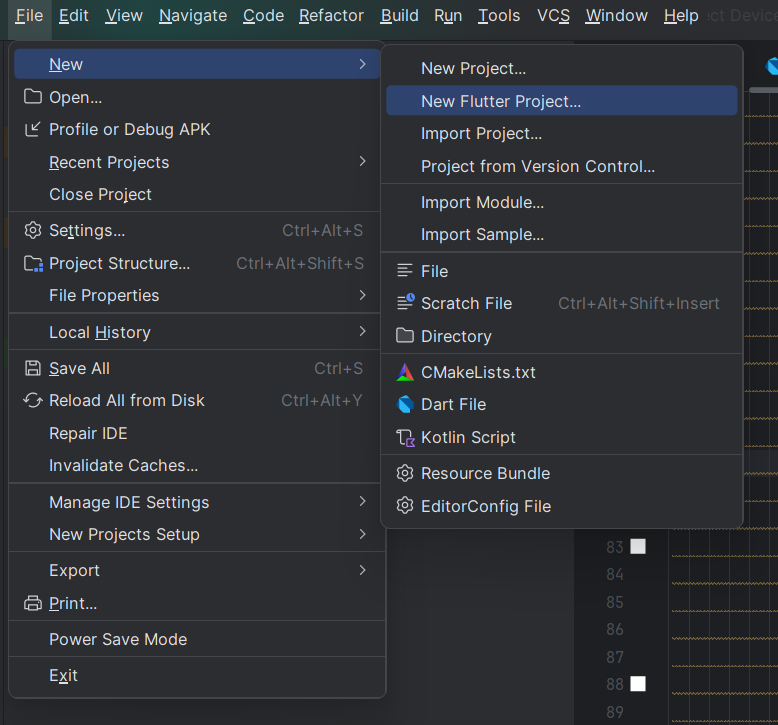 File Edit View Navigate Code Refactor Build Run Tools VCS Window Help
New
Open...
Profile or Debug APK
Recent Projects
Close Project
Settings... Ctrl+Alt+S
Project Structure... Ctrl+Alt+Shift+S
File Properties
Local History
Save All Ctrl+S
Reload All from Disk Ctrl+Alt+Y
Repair IDE
Invalidate Caches...
Manage IDE Settings
New Projects Setup
Export
Print...
Power Save Mode
Exit
New Project...
New Flutter Project...
Import Project...
Project from Version Control...
Import Module...
Import Sample...
File
Scratch File Ctrl+Alt+Shift+Insert
Directory
CMakeLists.txt
Dart File
Kotlin Script
Resource Bundle
EditorConfig File
83
84
85
86
87
88
89